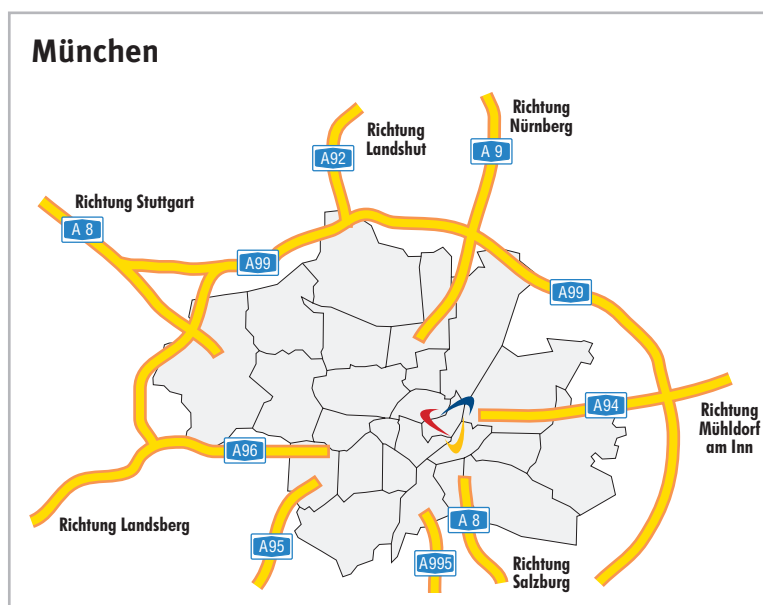 München
Richtung
Nürnberg
Richtung
Landshut
A92
A 9
Richtung Stuttgart
A 8
A99
A99
A94
Richtung
Mühldorf
am Inn
A96
Richtung Landsberg
A95
A 8
A995
Richtung
Salzburg